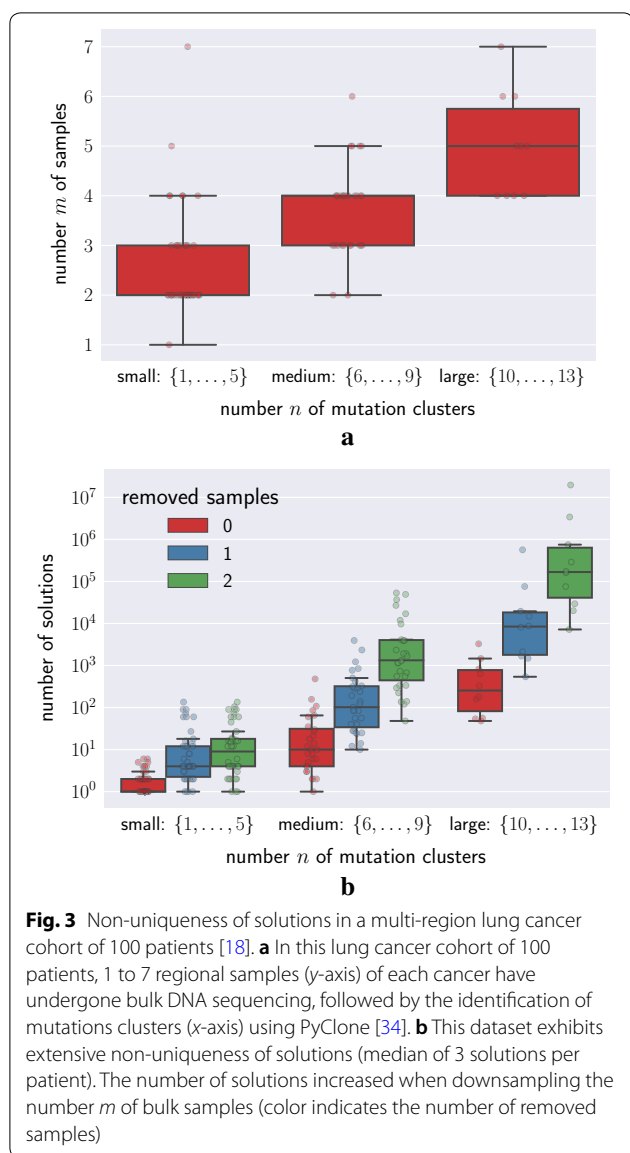 7
6
5
4
3
2
1
number m of samples
small: {1, . . . , 5}   medium: {6, . . . , 9}   large: {10, . . . , 13}
number n of mutation clusters
a
removed samples
0
1
2
10^7
10^6
10^5
10^4
10^3
10^2
10^1
10^0
number of solutions
small: {1, . . . , 5}   medium: {6, . . . , 9}   large: {10, . . . , 13}
number n of mutation clusters
b
Fig. 3 Non-uniqueness of solutions in a multi-region lung cancer
cohort of 100 patients [18]. a In this lung cancer cohort of 100
patients, 1 to 7 regional samples (y-axis) of each cancer have
undergone bulk DNA sequencing, followed by the identification of
mutations clusters (x-axis) using PyClone [34]. b This dataset exhibits
extensive non-uniqueness of solutions (median of 3 solutions per
patient). The number of solutions increased when downsampling the
number m of bulk samples (color indicates the number of removed
samples)